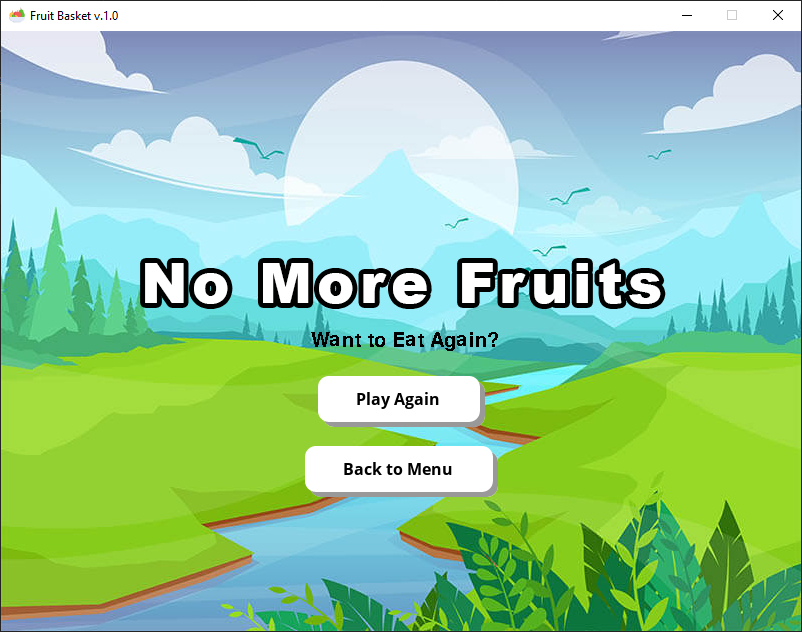 Fruit Basket v.1.0
No More Fruits
Want to Eat Again?
Play Again
Back to Menu